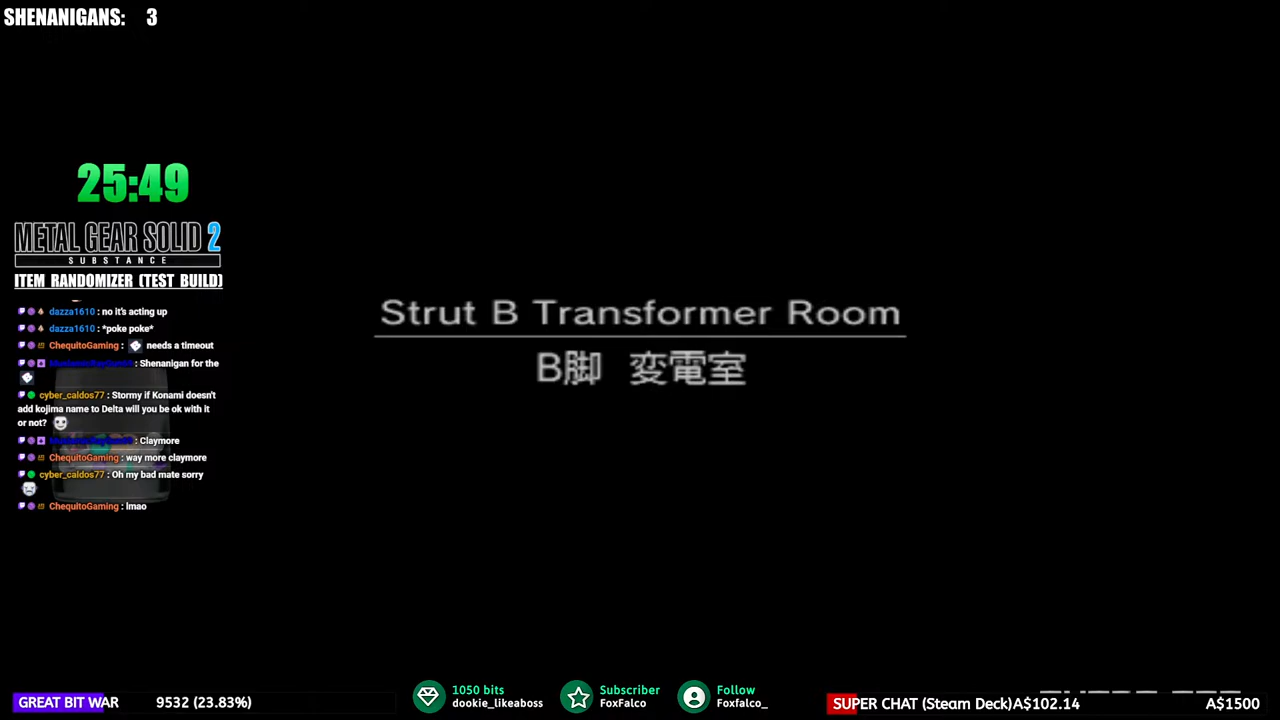 SHENANIGANS: 3
25:49
METAL GEAR SOLID 2
SUBSTANCE
ITEM RANDOMIZER (TEST BUILD)
dazza1610 : no it's acting up
dazza1610 : *poke poke*
ChequitoGaming : needs a timeout
: Shenanigan for the
cyber_caldos77 : Stormy if Konami doesn't
add kojima name to Delta will you be ok with it
or not?
: Claymore
ChequitoGaming : way more claymore
cyber_caldos77 : Oh my bad mate sorry
ChequitoGaming : lmao
Strut B Transformer Room
B脚 変電室
GREAT BIT WAR 9532 (23.83%)
1050 bits
dookie_likeaboss
Subscriber
FoxFalco
Follow
Foxfalco_
SUPER CHAT (Steam Deck)A$102.14 A$1500